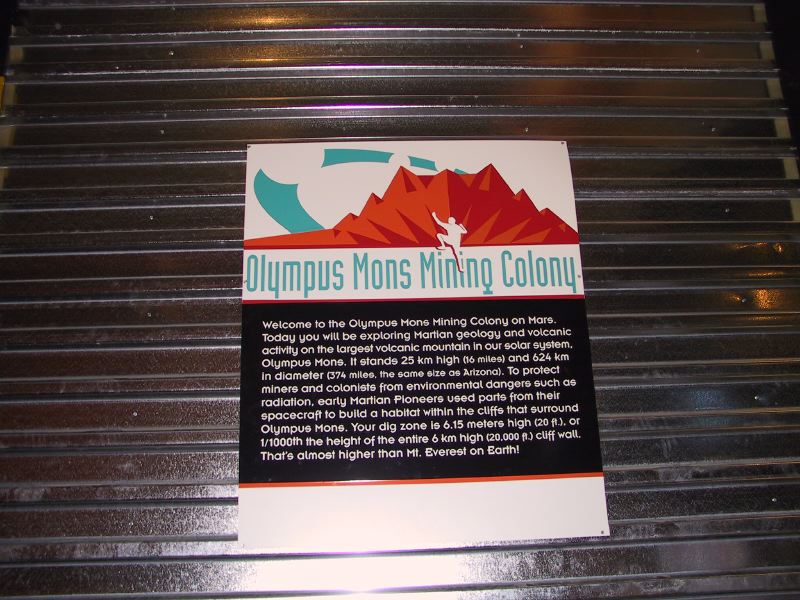 Olympus Mons Mining Colony
Welcome to the Olympus Mons Mining Colony on Mars.
Today you will be exploring Martian geology and volcanic
activity on the largest volcanic mountain in our solar system,
Olympus Mons. It stands 25 km high (16 miles) and 624 km
in diameter (374 miles, the same size as Arizona). To protect
miners and colonists from environmental dangers such as
radiation, early Martian Pioneers used parts from their
spacecraft to build a habitat within the cliffs that surround
Olympus Mons. Your dig zone is 6.15 meters high (20 ft.), or
1/1000th the height of the entire 6 km high (20,000 ft.) cliff wall.
That's almost higher than Mt. Everest on Earth!